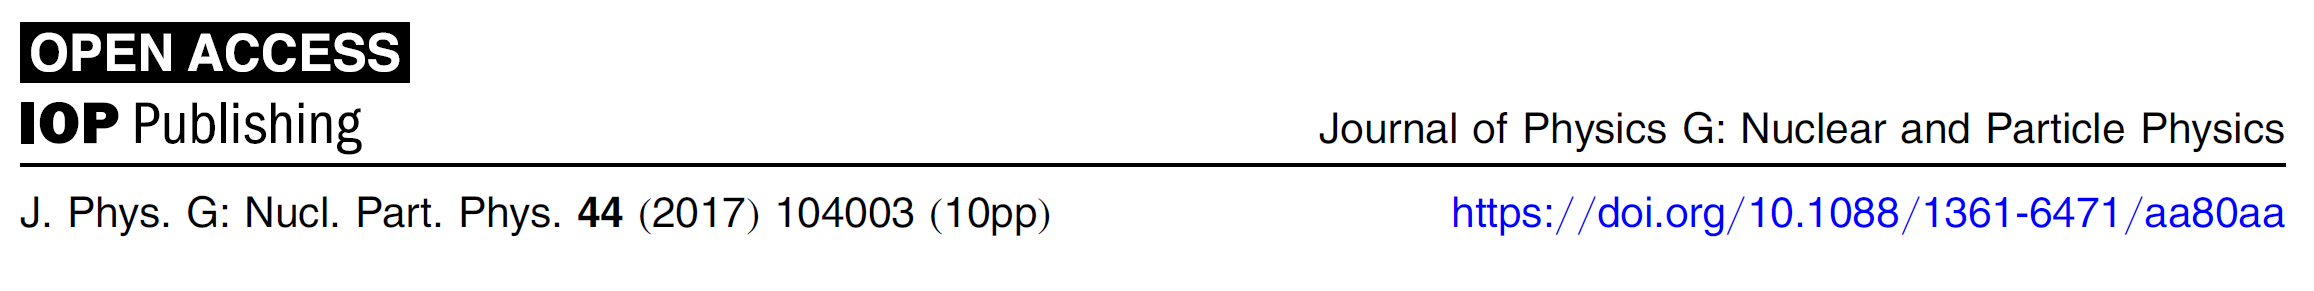 OPEN ACCESS
IOP Publishing
Journal of Physics G: Nuclear and Particle Physics
J. Phys. G: Nucl. Part. Phys. 44 (2017) 104003 (10pp)
https://doi.org/10.1088/1361-6471/aa80aa